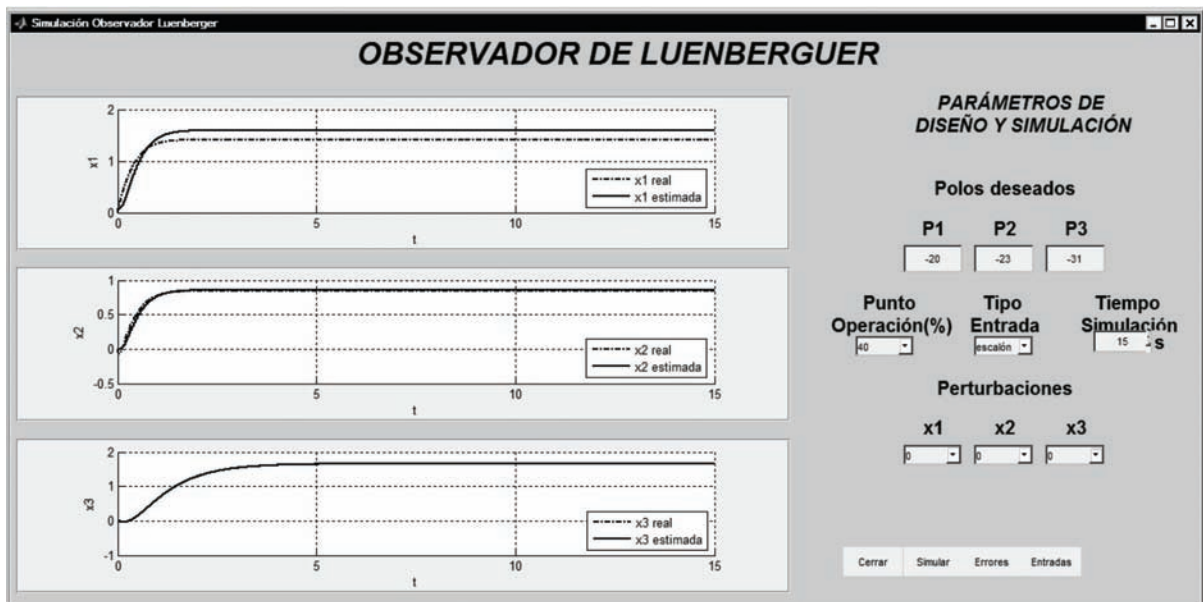 Simulación Observador Luenberger
OBSERVADOR DE LUENBERGUER
2
1
0
x1
0
5
10
15
t
x1 real
x1 estimada
1
0.5
0
-0.5
x2
0
5
10
15
t
x2 real
x2 estimada
2
1
0
-1
x3
0
5
10
15
t
x3 real
x3 estimada
PARÁMETROS DE
DISEÑO Y SIMULACIÓN
Polos deseados
P1 P2 P3
-20 -23 -31
Punto Tipo Tiempo
Operación(%) Entrada Simulación
40 escalón 15 s
Perturbaciones
x1 x2 x3
0 0 0
Cerrar Simular Errores Entradas